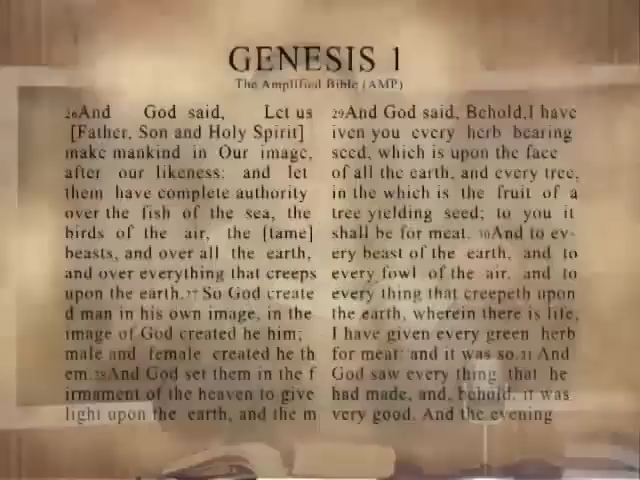 GENESIS 1
The Amplified Bible (AMP)
26And God said, Let us
[Father, Son and Holy Spirit]
make mankind in Our image,
after our likeness: and let
them have complete authority
over the fish of the sea, the
birds of the air, the [tame]
beasts, and over all the earth,
and over everything that creeps
upon the earth.27 So God create
d man in his own image, in the
image of God created he him;
male and female created he th
em.28And God set them in the f
irmament of the heaven to give
light upon the earth, and the m
29And God said, Behold,I have
iven you every herb bearing
seed, which is upon the face
of all the earth, and every tree,
in the which is the fruit of a
tree yielding seed; to you it
shall be for meat. 30And to ev-
ery beast of the earth, and to
every fowl of the air, and to
every thing that creepeth upon
the earth, wherein there is life,
I have given every green herb
for meat: and it was so.31 And
God saw every thing that he
had made, and, behold, it was
very good. And the evening